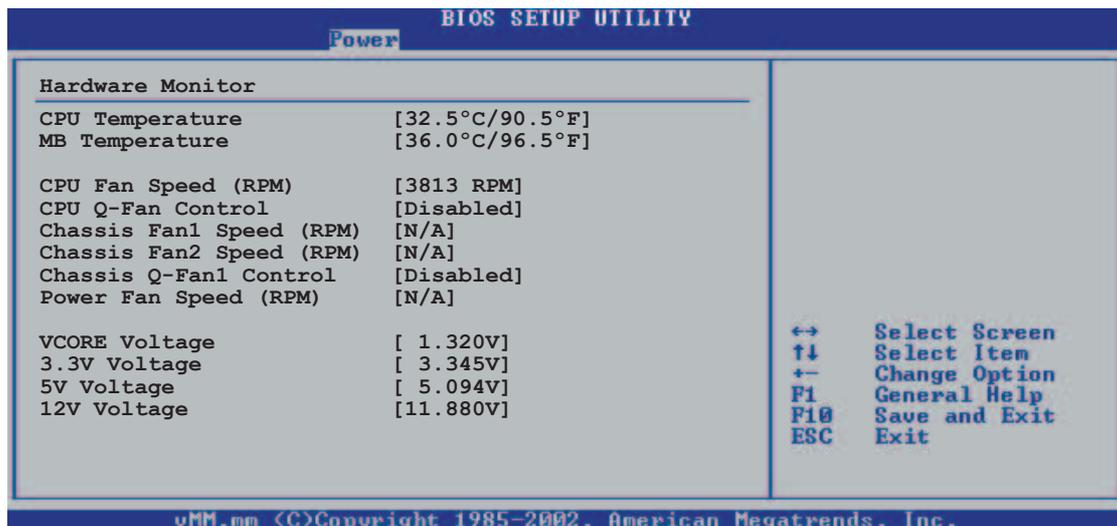 BIOS SETUP UTILITY
Power
Hardware Monitor
CPU Temperature [32.5ºC/90.5ºF]
MB Temperature [36.0ºC/96.5ºF]
CPU Fan Speed (RPM) [3813 RPM]
CPU Q-Fan Control [Disabled]
Chassis Fan1 Speed (RPM) [N/A]
Chassis Fan2 Speed (RPM) [N/A]
Chassis Q-Fan1 Control [Disabled]
Power Fan Speed (RPM) [N/A]
VCORE Voltage [ 1.320V]
3.3V Voltage [ 3.345V]
5V Voltage [ 5.094V]
12V Voltage [11.880V]
←→ Select Screen
↑↓ Select Item
+- Change Option
F1 General Help
F10 Save and Exit
ESC Exit
vMM.mm (C)Copyright 1985-2002, American Megatrends, Inc.